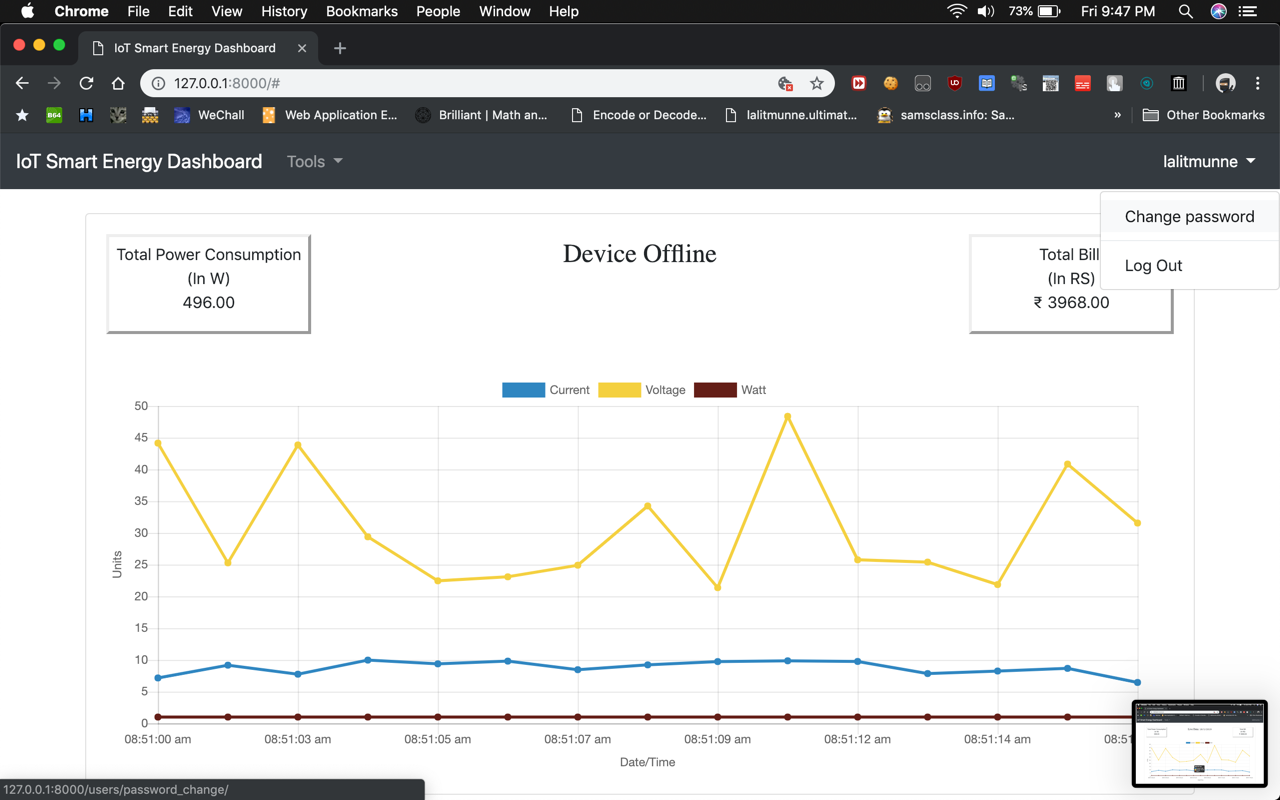 Chrome File Edit View History Bookmarks People Window Help 73% Fri 9:47 PM
IoT Smart Energy Dashboard
127.0.0.1:8000/#
B64 H WeChall Web Application E... Brilliant | Math an... Encode or Decode... lalitmunne.ultimat... samsclass.info: Sa... » Other Bookmarks
IoT Smart Energy Dashboard Tools lalitmunne
Change password
Log Out
Total Power Consumption
(In W)
496.00
Device Offline
Total Bill
(In RS)
₹ 3968.00
Current Voltage Watt
50
45
40
35
30
25
20
15
10
5
0
Units
08:51:00 am 08:51:03 am 08:51:05 am 08:51:07 am 08:51:09 am 08:51:12 am 08:51:14 am 08:51
Date/Time
127.0.0.1:8000/users/password_change/